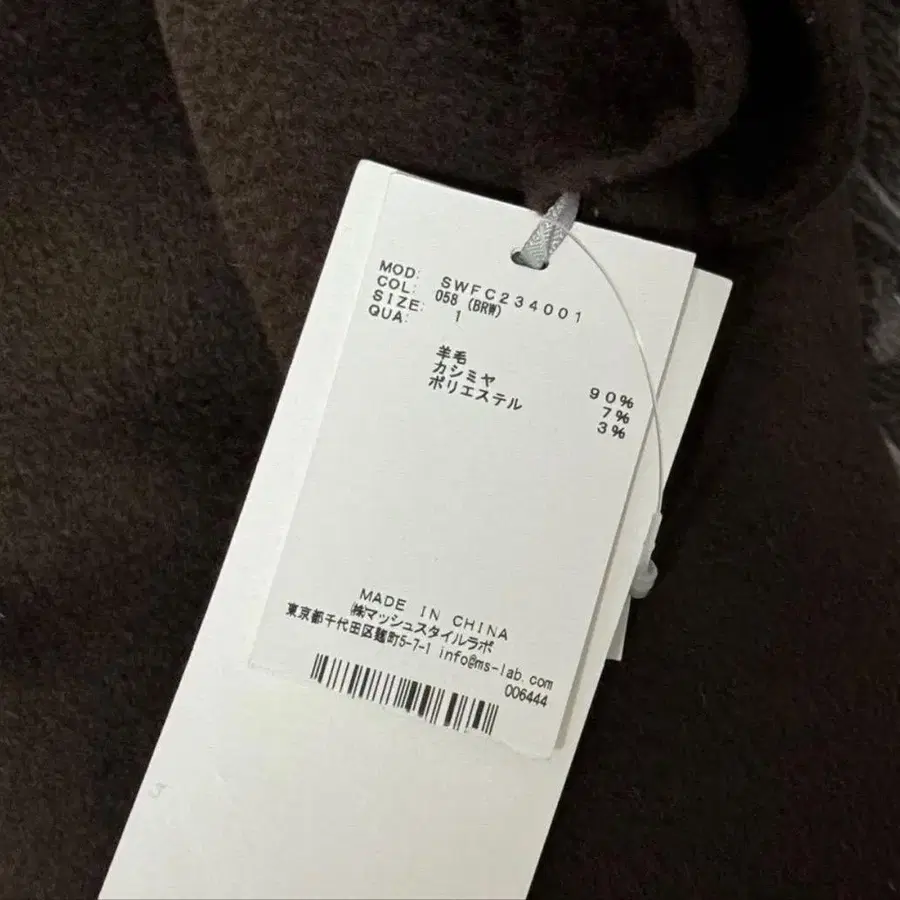 MOD: SWFC234001
COL: 058 (BRW)
SIZE: 1
QUA:
羊毛 90%
カシミヤ 7%
ポリエステル 3%
MADE IN CHINA
㈱マッシュスタイルラボ
東京都千代田区麹町5-7-1 info@ms-lab.com
006444